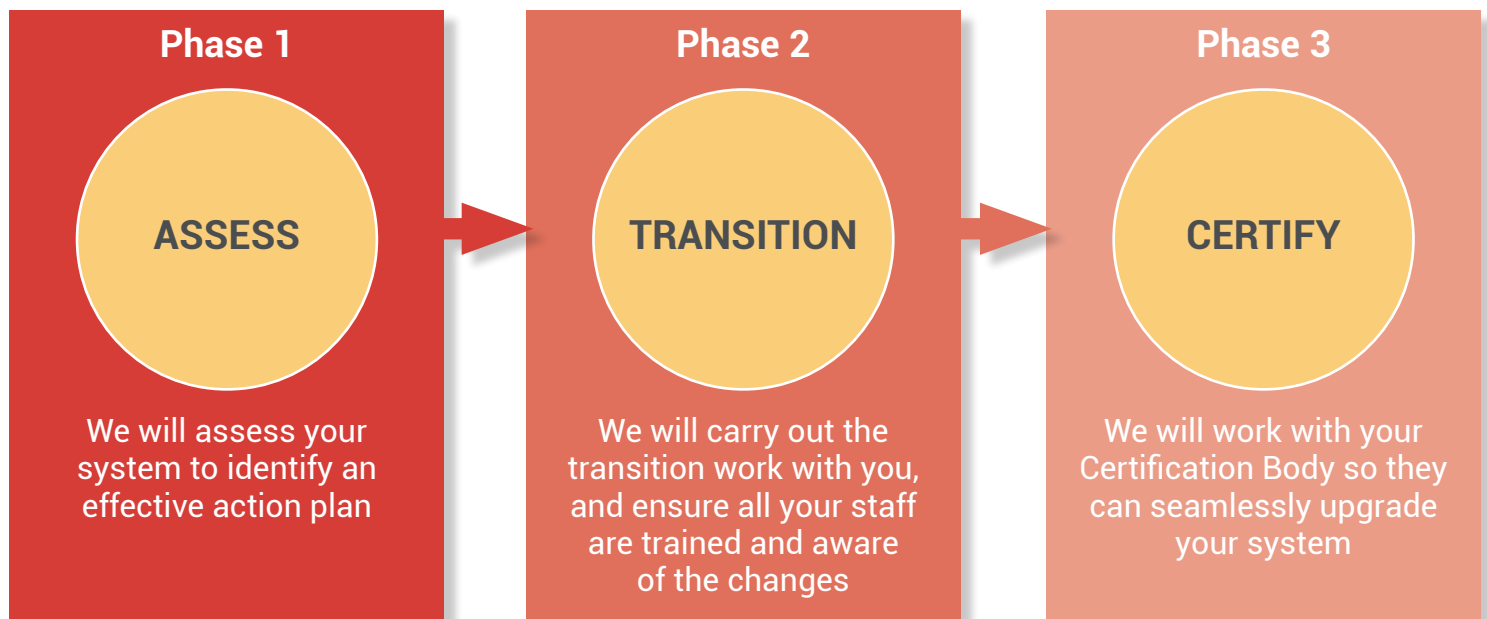 Phase 1
ASSESS
We will assess your
system to identify an
effective action plan
Phase 2
TRANSITION
We will carry out the
transition work with you,
and ensure all your staff
are trained and aware
of the changes
Phase 3
CERTIFY
We will work with your
Certification Body so they
can seamlessly upgrade
your system